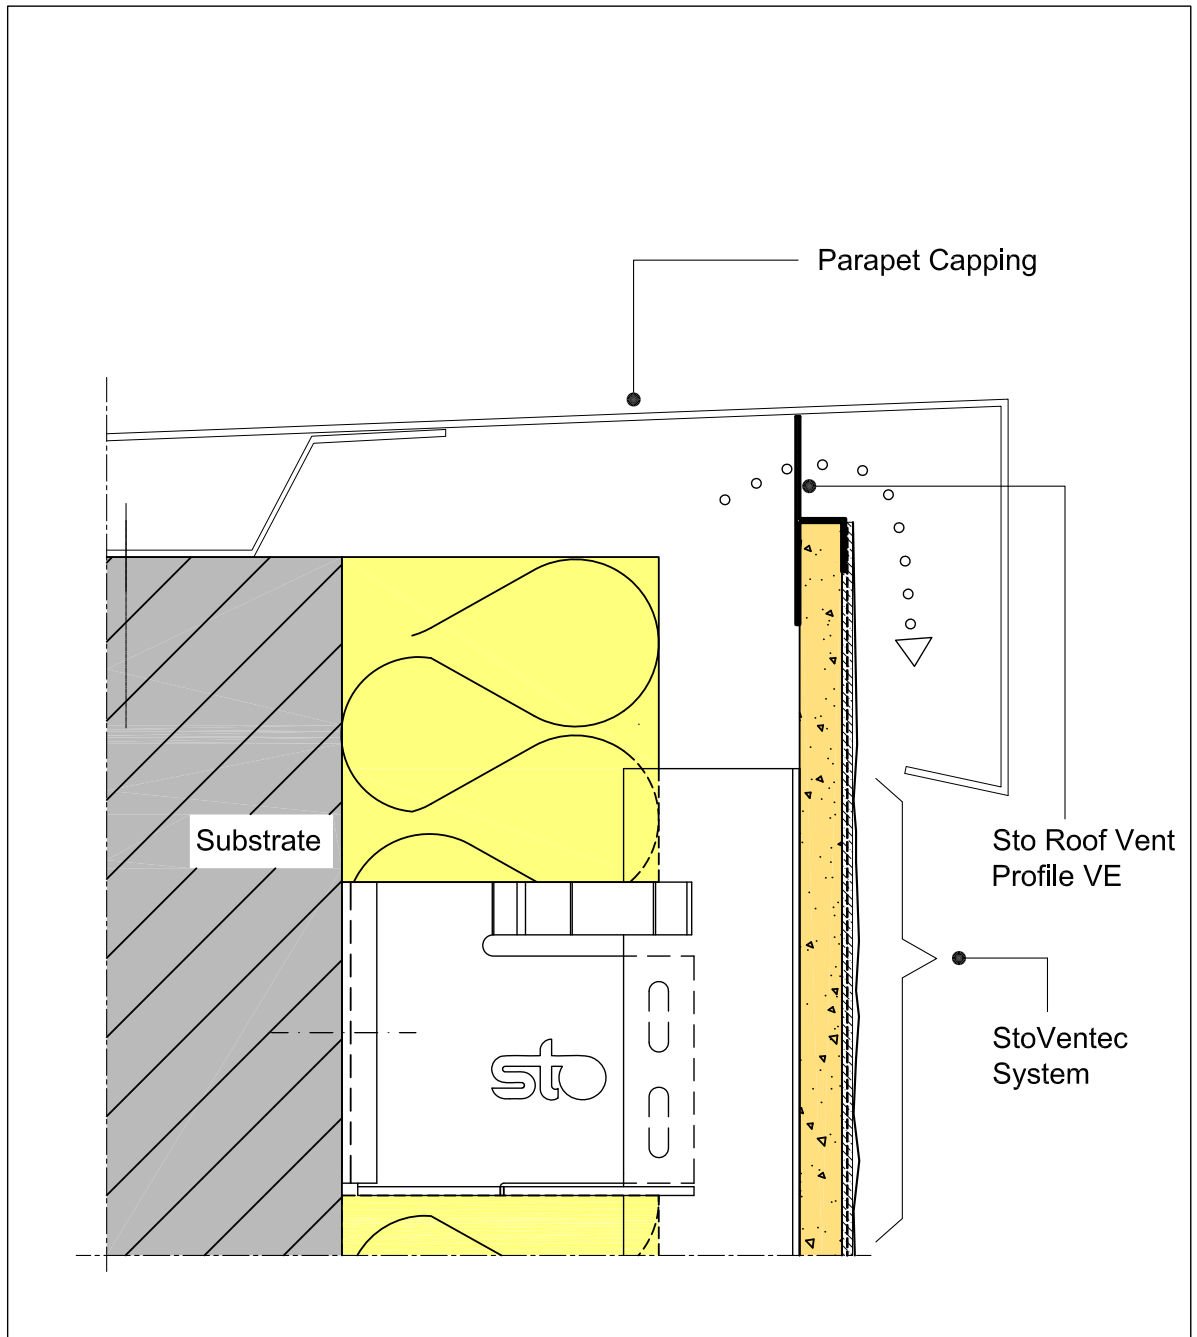 Parapet Capping
Substrate
Sto Roof Vent
Profile VE
sto
StoVentec
System